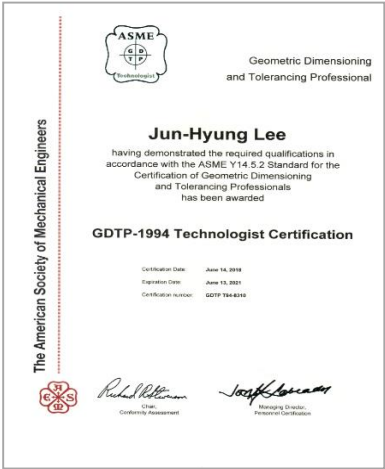 ASME
G D
T P
Technologist
Geometric Dimensioning
and Tolerancing Professional
The American Society of Mechanical Engineers
Jun-Hyung Lee
having demonstrated the required qualifications in
accordance with the ASME Y14.5.2 Standard for the
Certification of Geometric Dimensioning
and Tolerancing Professionals
has been awarded
GDTP-1994 Technologist Certification
Certification Date: June 14, 2018
Expiration Date: June 13, 2021
Certification number: GDTP T94-0310
Chair,
Conformity Assessment
Managing Director,
Personnel Certification
A
E S
M